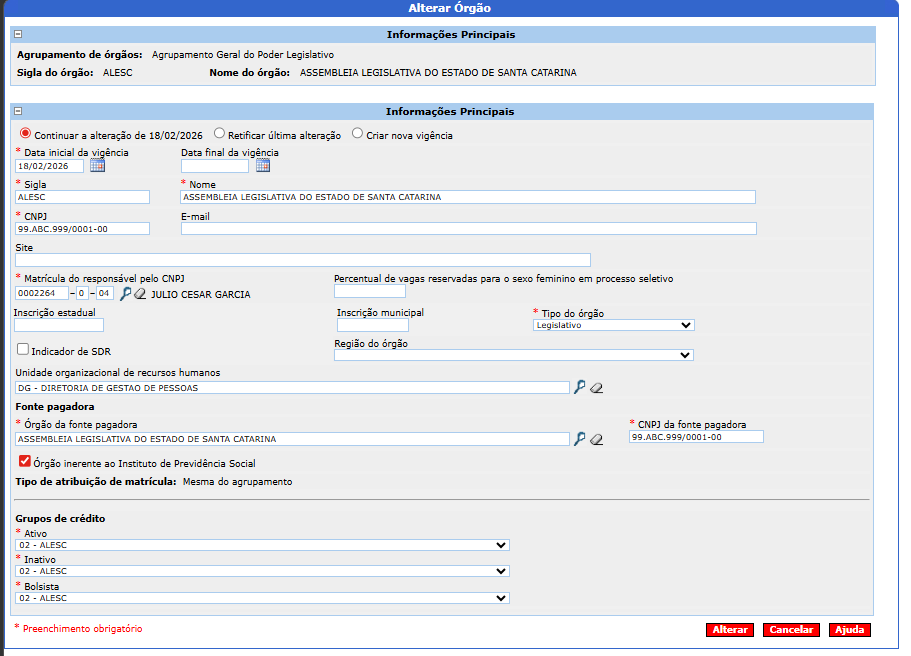 Alterar Órgão
Informações Principais
Agrupamento de órgãos: Agrupamento Geral do Poder Legislativo
Sigla do órgão: ALESC Nome do órgão: ASSEMBLEIA LEGISLATIVA DO ESTADO DE SANTA CATARINA
Informações Principais
Continuar a alteração de 18/02/2026 Retificar última alteração Criar nova vigência
* Data inicial da vigência Data final da vigência
18/02/2026
* Sigla * Nome
ALESC ASSEMBLEIA LEGISLATIVA DO ESTADO DE SANTA CATARINA
* CNPJ E-mail
99.ABC.999/0001-00
Site
* Matrícula do responsável pelo CNPJ Percentual de vagas reservadas para o sexo feminino em processo seletivo
0002264 - 0 - 04 JULIO CESAR GARCIA
Inscrição estadual Inscrição municipal * Tipo do órgão
Legislativo
Indicador de SDR Região do órgão
Unidade organizacional de recursos humanos
DG - DIRETORIA DE GESTAO DE PESSOAS
Fonte pagadora
* Órgão da fonte pagadora * CNPJ da fonte pagadora
ASSEMBLEIA LEGISLATIVA DO ESTADO DE SANTA CATARINA 99.ABC.999/0001-00
Órgão inerente ao Instituto de Previdência Social
Tipo de atribuição de matrícula: Mesma do agrupamento
Grupos de crédito
* Ativo
02 - ALESC
* Inativo
02 - ALESC
* Bolsista
02 - ALESC
* Preenchimento obrigatório Alterar Cancelar Ajuda